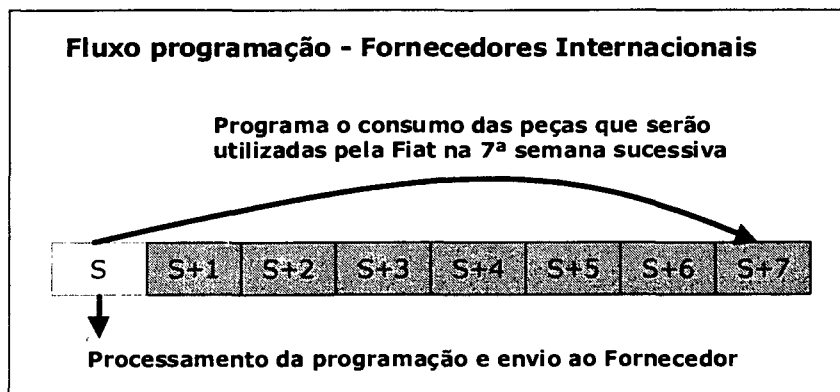 Fluxo programação - Fornecedores Internacionais
Programa o consumo das peças que serão
utilizadas pela Fiat na 7ª semana sucessiva
S S+1 S+2 S+3 S+4 S+5 S+6 S+7
Processamento da programação e envio ao Fornecedor